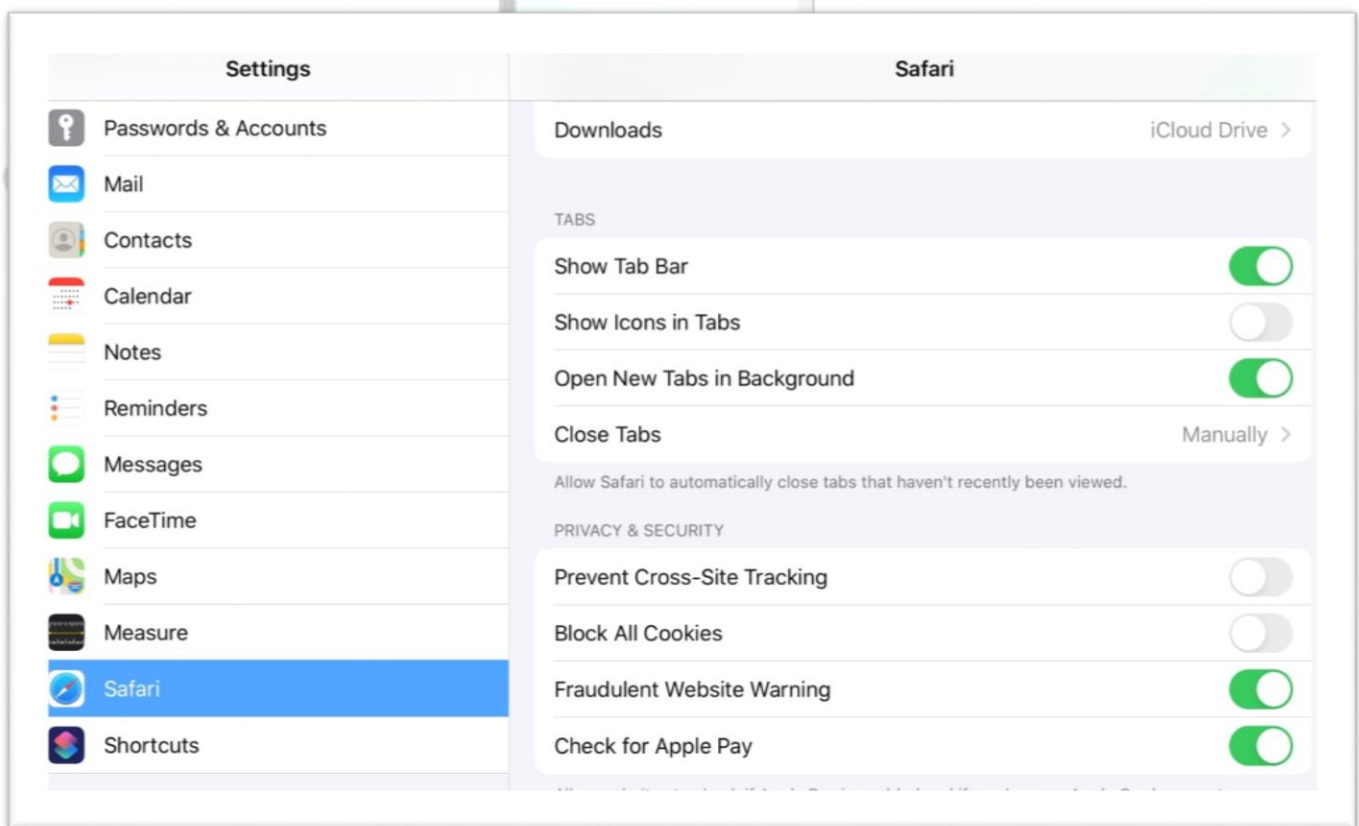 Settings
Passwords & Accounts
Mail
Contacts
Calendar
Notes
Reminders
Messages
FaceTime
Maps
Measure
Safari
Shortcuts
Safari
Downloads iCloud Drive >
TABS
Show Tab Bar
Show Icons in Tabs
Open New Tabs in Background
Close Tabs Manually >
Allow Safari to automatically close tabs that haven't recently been viewed.
PRIVACY & SECURITY
Prevent Cross-Site Tracking
Block All Cookies
Fraudulent Website Warning
Check for Apple Pay